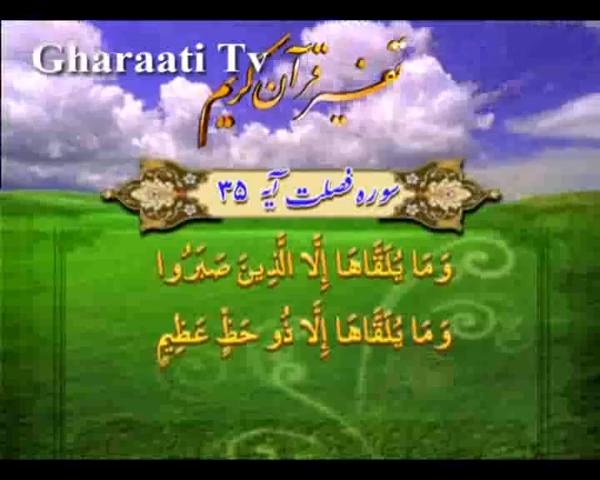 Gharaati Tv
تفسیر قرآن کریم
سوره فصلت آیهٔ ۳۵
وَمَا يُلَقَّاهَا إِلَّا الَّذِينَ صَبَرُوا
وَمَا يُلَقَّاهَا إِلَّا ذُو حَظٍّ عَظِيمٍ